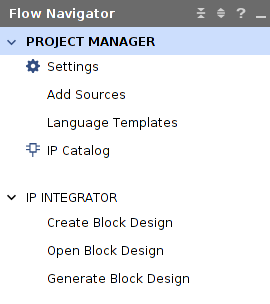 Flow Navigator
PROJECT MANAGER
Settings
Add Sources
Language Templates
IP Catalog
IP INTEGRATOR
Create Block Design
Open Block Design
Generate Block Design